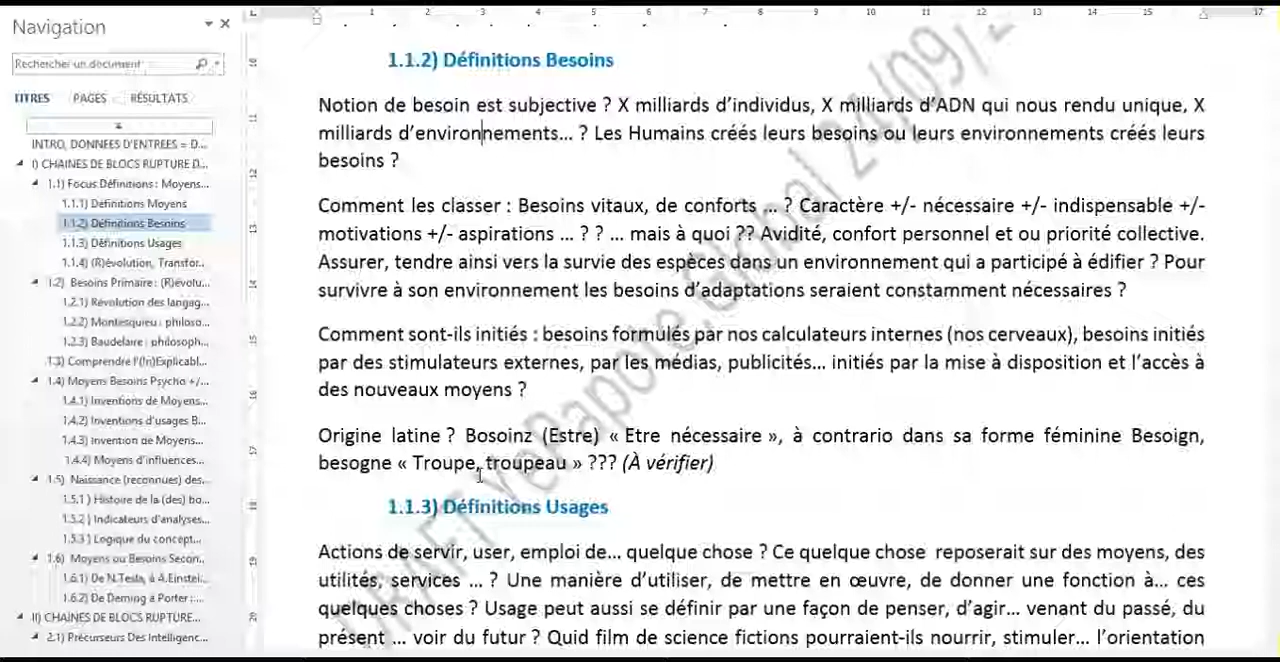 Navigation
Rechercher un document
TITRES PAGES RÉSULTATS
INTRO, DONNEES D'ENTREES = D...
I) CHAINES DE BLOCS RUPTURE D...
1.1) Focus Définitions : Moyens...
1.1.1) Définitions Moyens
1.1.2) Définitions Besoins
1.1.3) Définitions Usages
1.1.4) (R)évolution, Transfor...
1.2) Besoins Primaire : (R)évolu...
1.2.1) Révolution des langag...
1.2.2) Montesquieu : philoso...
1.2.3) Baudelaire : philosoph...
1.3) Comprendre l'(In)Explicabl...
1.4) Moyens Besoins Psycho +/...
1.4.1) Inventions de Moyens...
1.4.2) Inventions d'usages B...
1.4.3) Invention de Moyens...
1.4.4) Moyens d'influences...
1.5) Naissance (reconnues) des...
1.5.1 ) Histoire de la (des) ba...
1.5.2 ) Indicateurs d'analyses...
1.5.3 ) Logique du concept...
1.6) Moyens ou Besoins Secon...
1.6.1) De N.Tesla, à A.Einstei...
1.6.2) De Deming à Porter :...
II) CHAINES DE BLOCS RUPTURE...
2.1) Précurseurs Des Intelligenc...
1 2 3 4 5 6 7 8 9 10 11 12 13 14 15 17
1.1.2) Définitions Besoins
Notion de besoin est subjective ? X milliards d'individus, X milliards d'ADN qui nous rendu unique, X
milliards d'environnements... ? Les Humains créés leurs besoins ou leurs environnements créés leurs
besoins ?
Comment les classer : Besoins vitaux, de conforts ... ? Caractère +/- nécessaire +/- indispensable +/-
motivations +/- aspirations ... ? ? ... mais à quoi ?? Avidité, confort personnel et ou priorité collective.
Assurer, tendre ainsi vers la survie des espèces dans un environnement qui a participé à édifier ? Pour
survivre à son environnement les besoins d'adaptations seraient constamment nécessaires ?
Comment sont-ils initiés : besoins formulés par nos calculateurs internes (nos cerveaux), besoins initiés
par des stimulateurs externes, par les médias, publicités... initiés par la mise à disposition et l'accès à
des nouveaux moyens ?
Origine latine ? Bosoinz (Estre) « Etre nécessaire », à contrario dans sa forme féminine Besoign,
besogne « Troupe, troupeau » ??? (À vérifier)
1.1.3) Définitions Usages
Actions de servir, user, emploi de... quelque chose ? Ce quelque chose reposerait sur des moyens, des
utilités, services ... ? Une manière d'utiliser, de mettre en œuvre, de donner une fonction à... ces
quelques choses ? Usage peut aussi se définir par une façon de penser, d'agir... venant du passé, du
présent ... voir du futur ? Quid film de science fictions pourraient-ils nourrir, stimuler... l'orientation